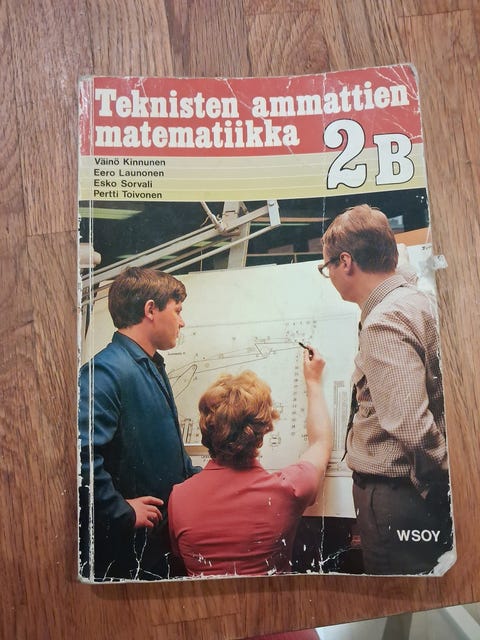 Teknisten ammattien
matematiikka
2B
Väinö Kinnunen
Eero Launonen
Esko Sorvali
Pertti Toivonen
WSOY